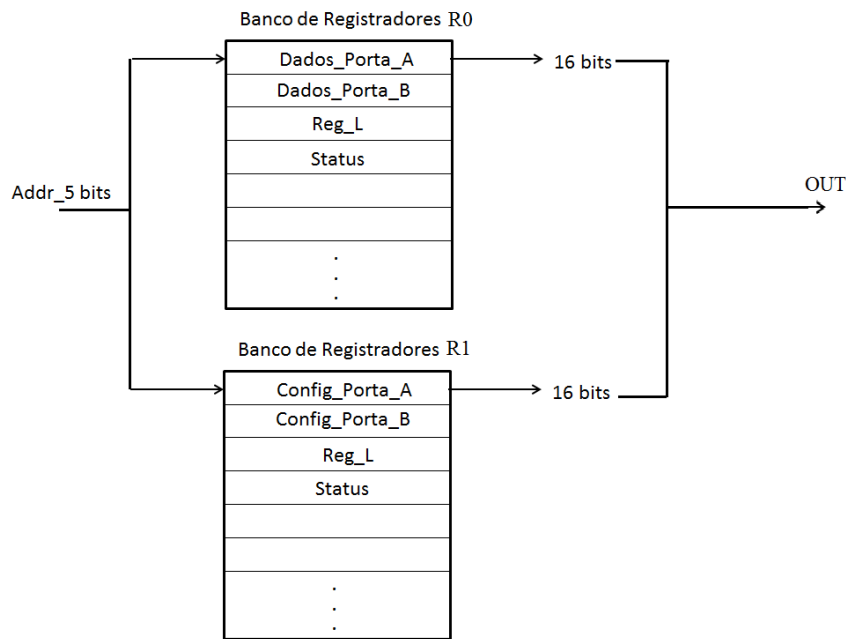 Banco de Registradores R0
Dados_Porta_A
16 bits
Dados_Porta_B
Reg_L
Status
Addr_5 bits
OUT
Banco de Registradores R1
Config_Porta_A
16 bits
Config_Porta_B
Reg_L
Status